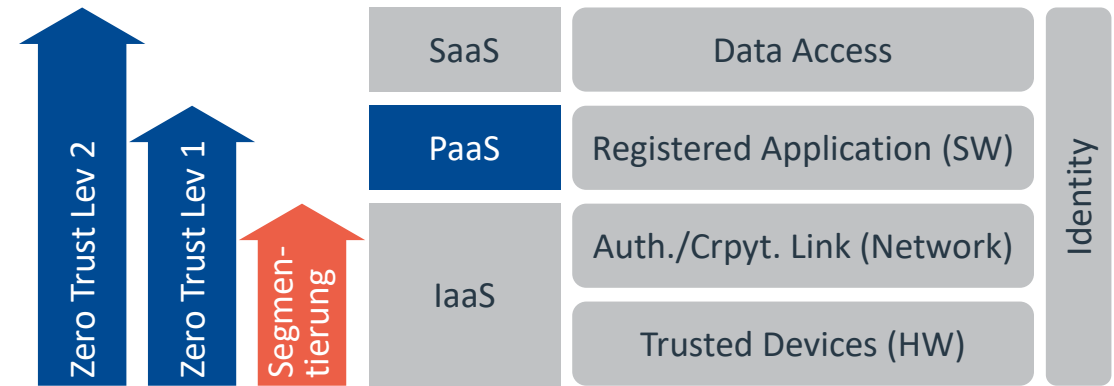 Zero Trust Lev 2
Zero Trust Lev 1
Segmen-
tierung
SaaS
Data Access
PaaS
Registered Application (SW)
IaaS
Auth./Crpyt. Link (Network)
Trusted Devices (HW)
Identity